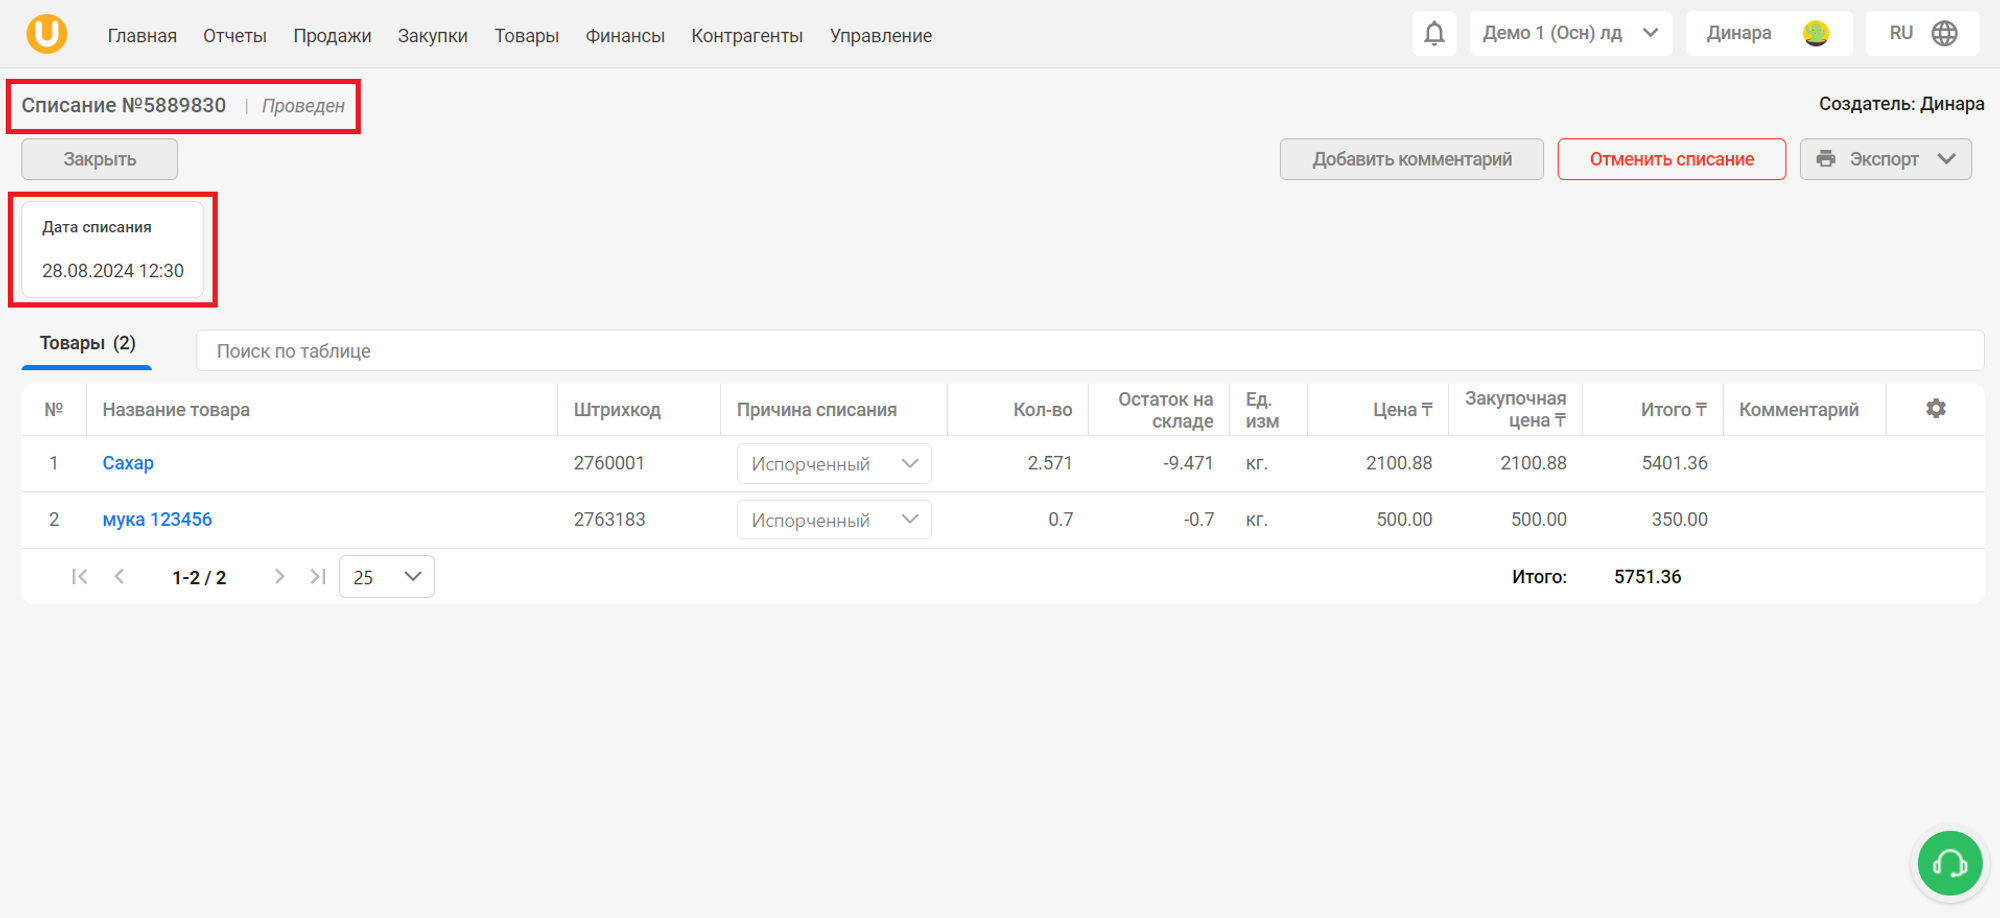 U
Главная Отчеты Продажи Закупки Товары Финансы Контрагенты Управление Демо 1 (Осн) лд Динара RU
Списание №5889830 | Проведен Создатель: Динара
Закрыть Добавить комментарий Отменить списание Экспорт
Дата списания
28.08.2024 12:30
Товары (2) Поиск по таблице
№ Название товара Штрихкод Причина списания Кол-во Остаток на складе Ед. изм Цена ₸ Закупочная цена ₸ Итого ₸ Комментарий
1 Сахар 2760001 Испорченный 2.571 -9.471 кг. 2100.88 2100.88 5401.36
2 мука 123456 2763183 Испорченный 0.7 -0.7 кг. 500.00 500.00 350.00
1-2 / 2 25 Итого: 5751.36